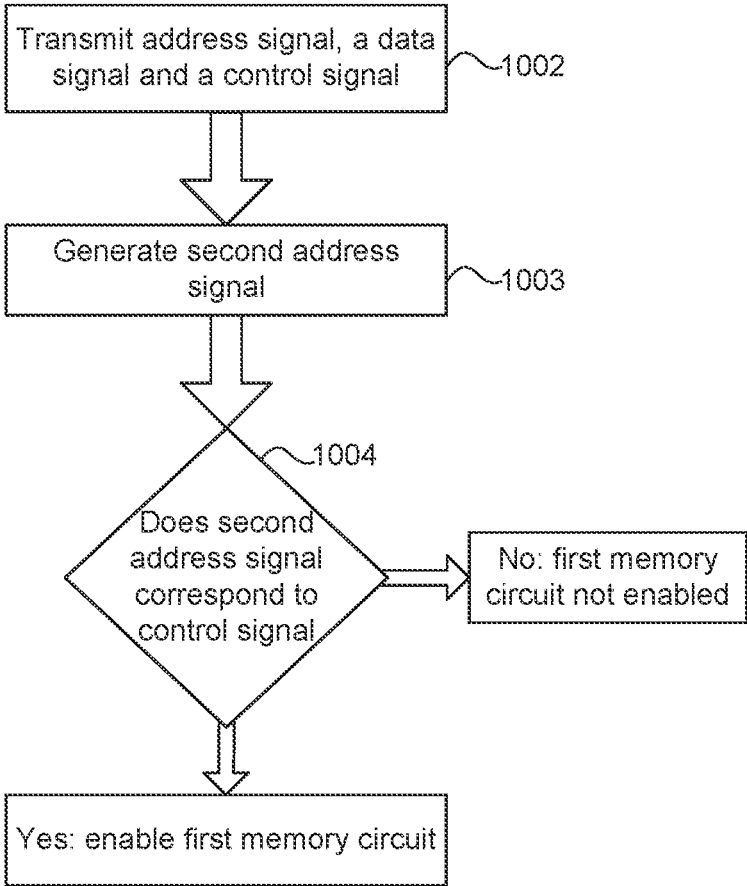 Transmit address signal, a data
signal and a control signal
1002
Generate second address
signal
1003
1004
Does second
address signal
correspond to
control signal
No: first memory
circuit not enabled
Yes: enable first memory circuit